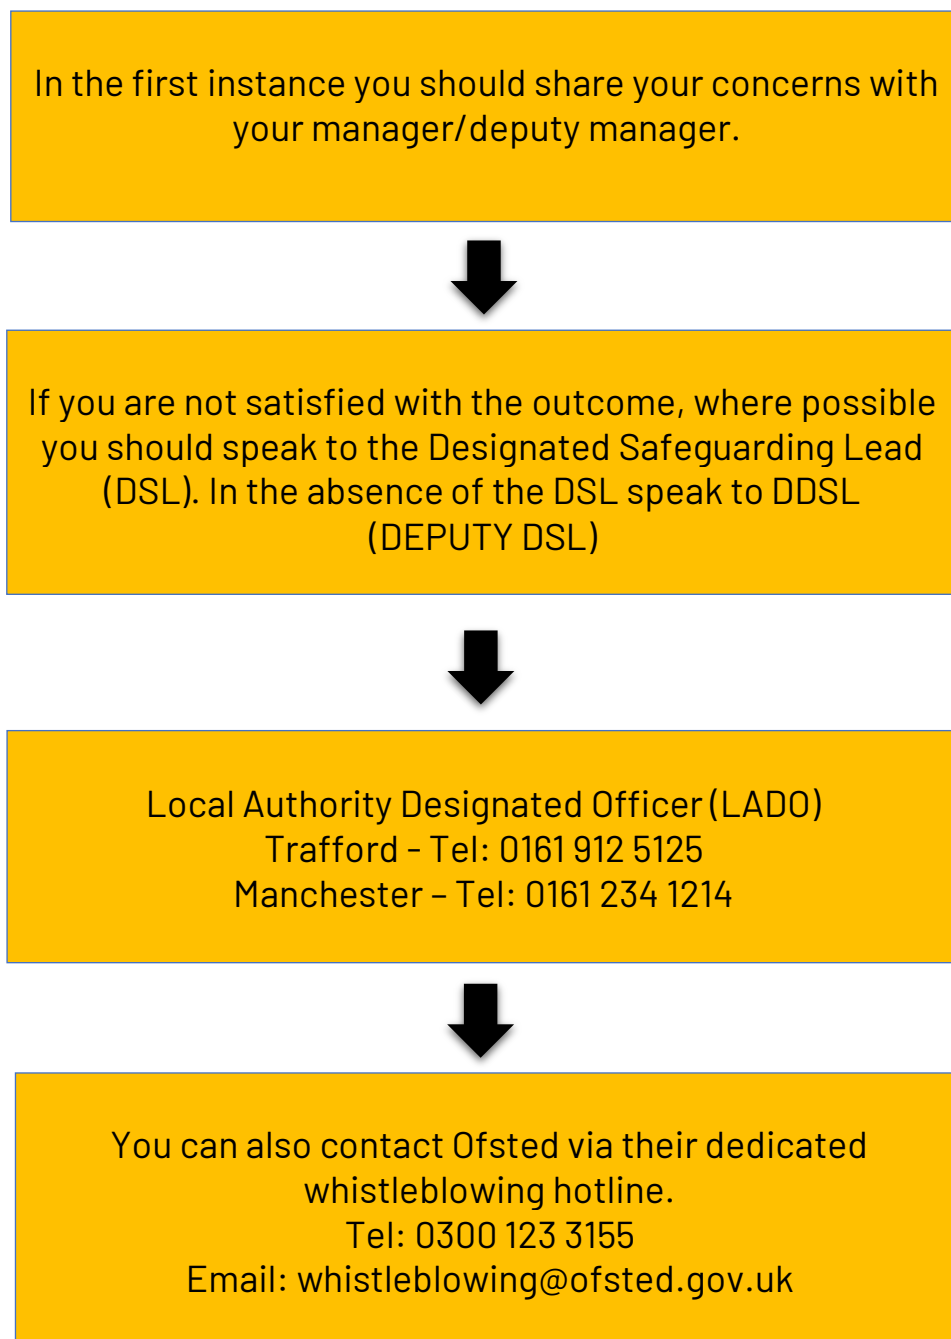 In the first instance you should share your concerns with
your manager/deputy manager.
If you are not satisfied with the outcome, where possible
you should speak to the Designated Safeguarding Lead
(DSL). In the absence of the DSL speak to DDSL
(DEPUTY DSL)
Local Authority Designated Officer (LADO)
Trafford - Tel: 0161 912 5125
Manchester – Tel: 0161 234 1214
You can also contact Ofsted via their dedicated
whistleblowing hotline.
Tel: 0300 123 3155
Email: whistleblowing@ofsted.gov.uk